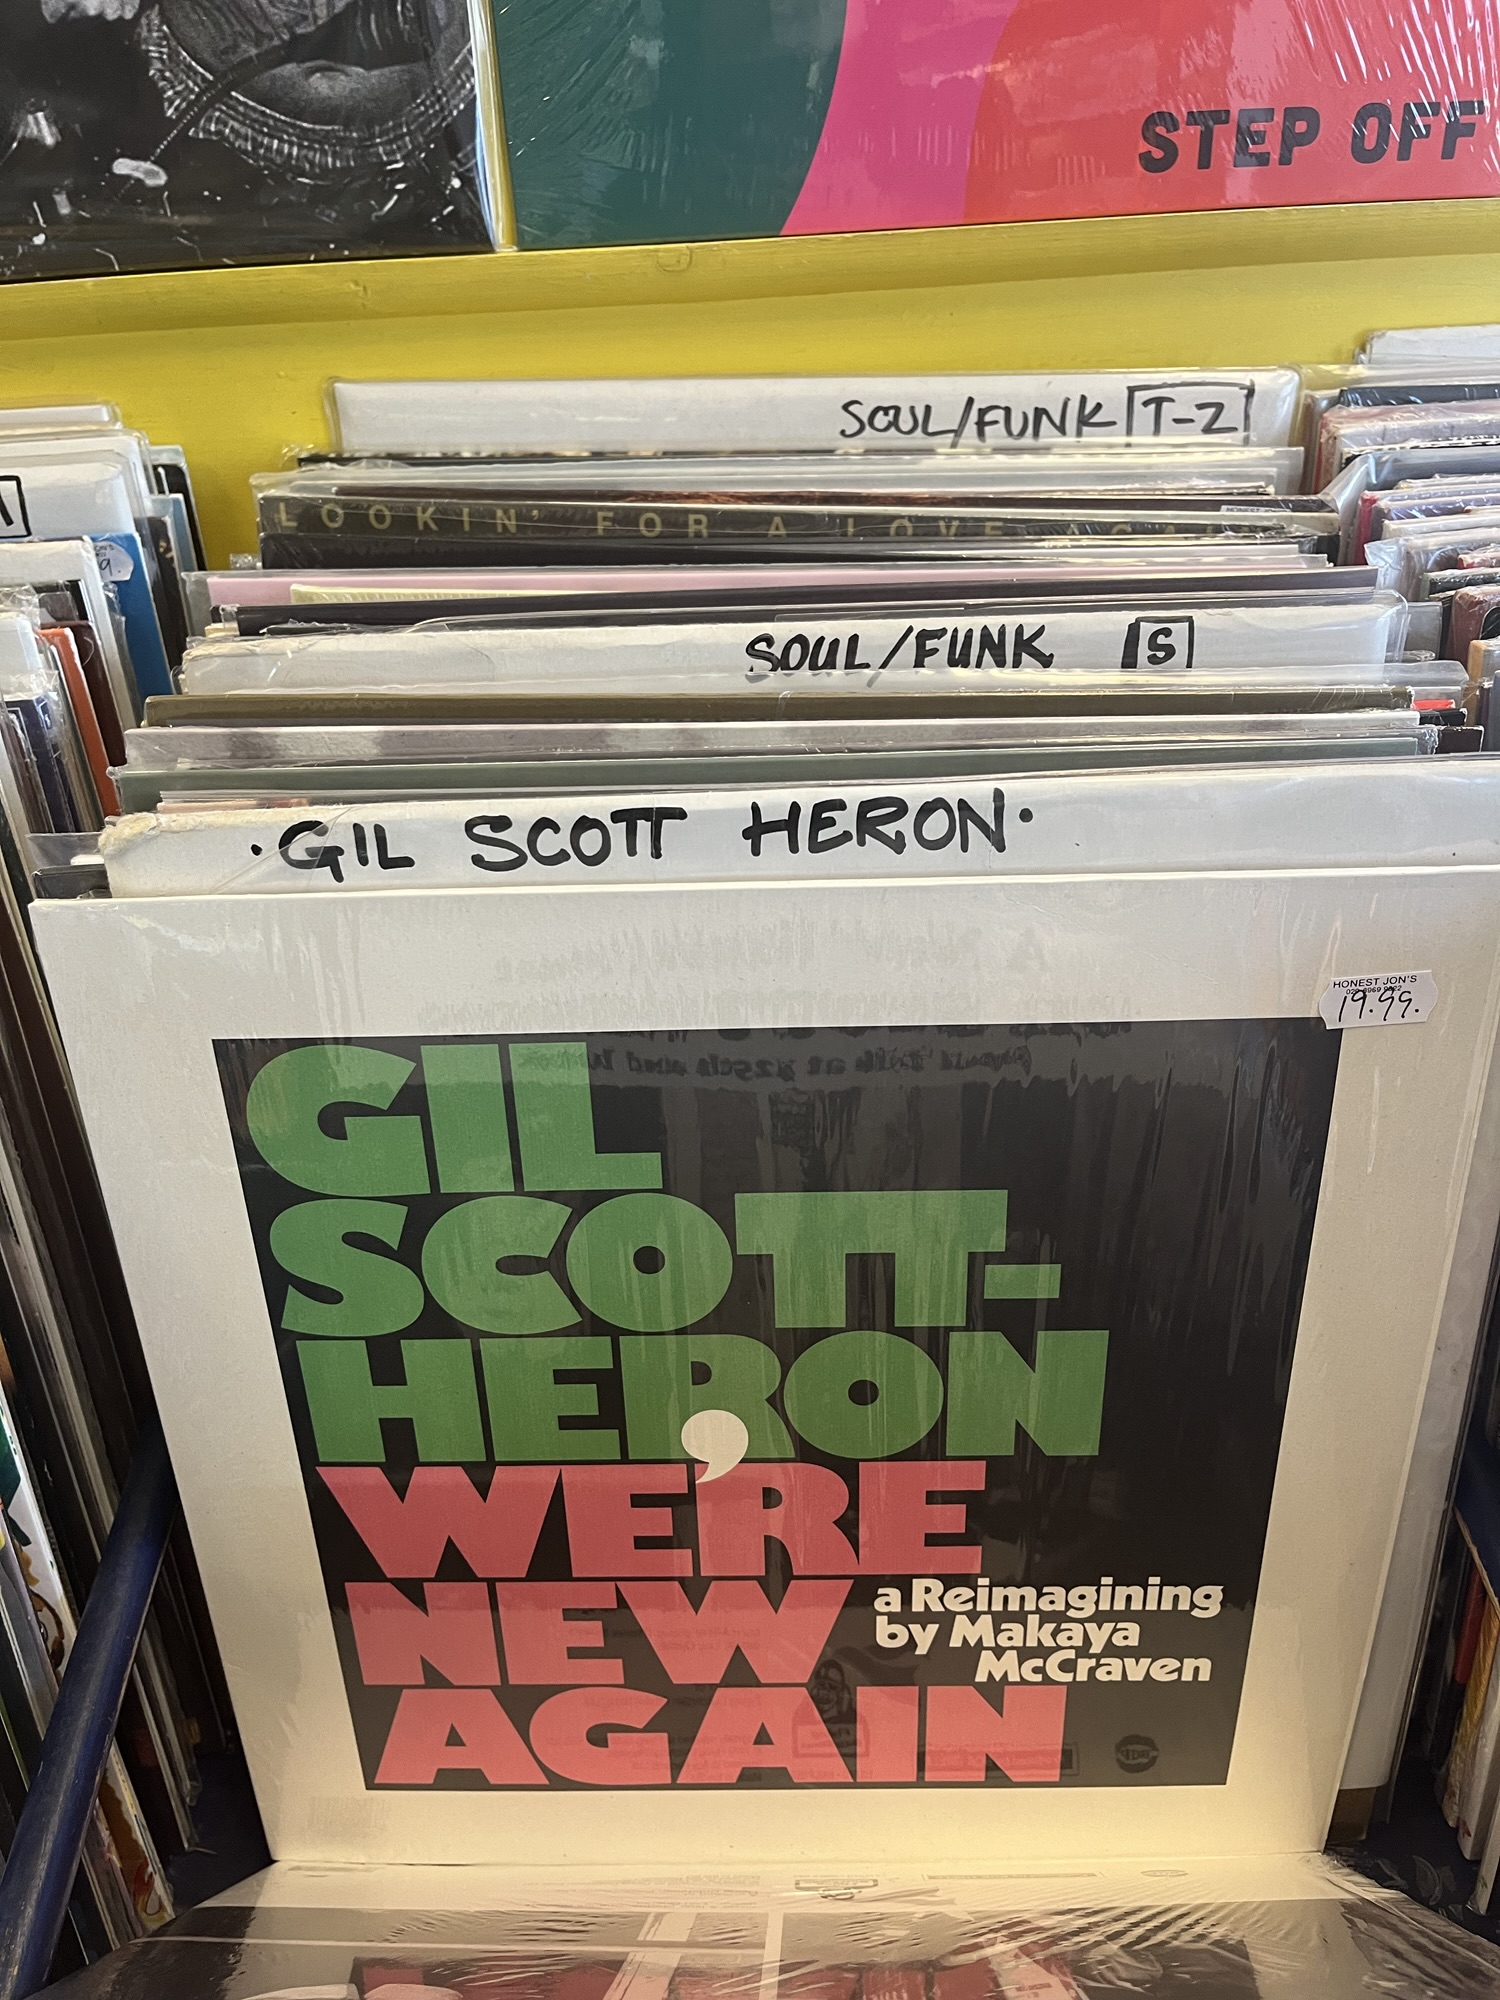 STEP OFF
SOUL/FUNK T-Z
LOOKIN' FOR A LOVE AGAIN
SOUL/FUNK S
·GIL SCOTT HERON·
HONEST JON'S
19.99.
GIL
SCOTT-
HERON
WE'RE
NEW
AGAIN
a Reimagining
by Makaya
McCraven